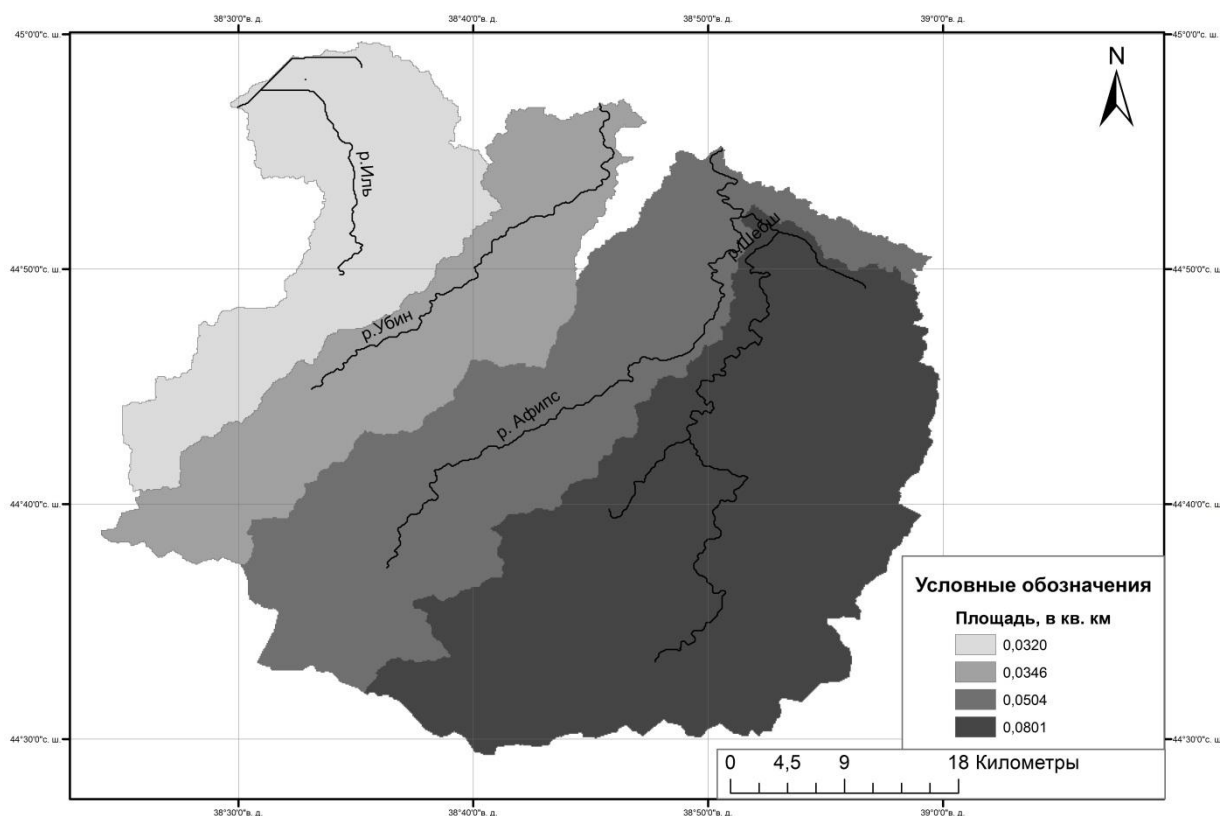 38°30'0"в. д. 38°40'0"в. д. 38°50'0"в. д. 39°0'0"в. д.
45°0'0"с. ш. 45°0'0"с. ш.
N
р.Иль
р.Шебш
44°50'0"с. ш. 44°50'0"с. ш.
р.Убин
р. Афипс
44°40'0"с. ш. 44°40'0"с. ш.
Условные обозначения
Площадь, в кв. км
0,0320
0,0346
0,0504
0,0801
44°30'0"с. ш. 44°30'0"с. ш.
0 4,5 9 18 Километры
38°30'0"в. д. 38°40'0"в. д. 38°50'0"в. д. 39°0'0"в. д.